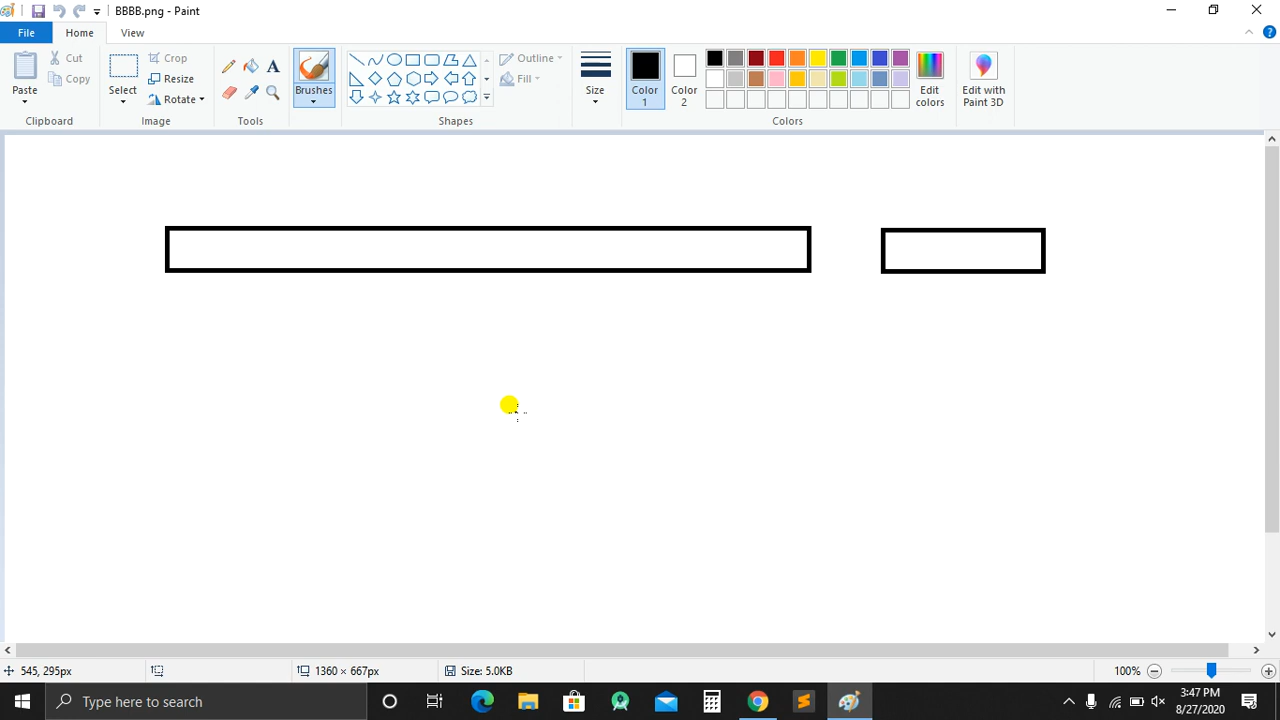 BBBB.png - Paint
File
Home
View
Paste
Cut
Copy
Clipboard
Select
Crop
Resize
Rotate
Image
A
Tools
Brushes
Shapes
Outline
Fill
Size
Color 1
Color 2
Edit colors
Colors
Edit with Paint 3D
545, 295px
1360 × 667px
Size: 5.0KB
100%
Type here to search
3:47 PM
8/27/2020